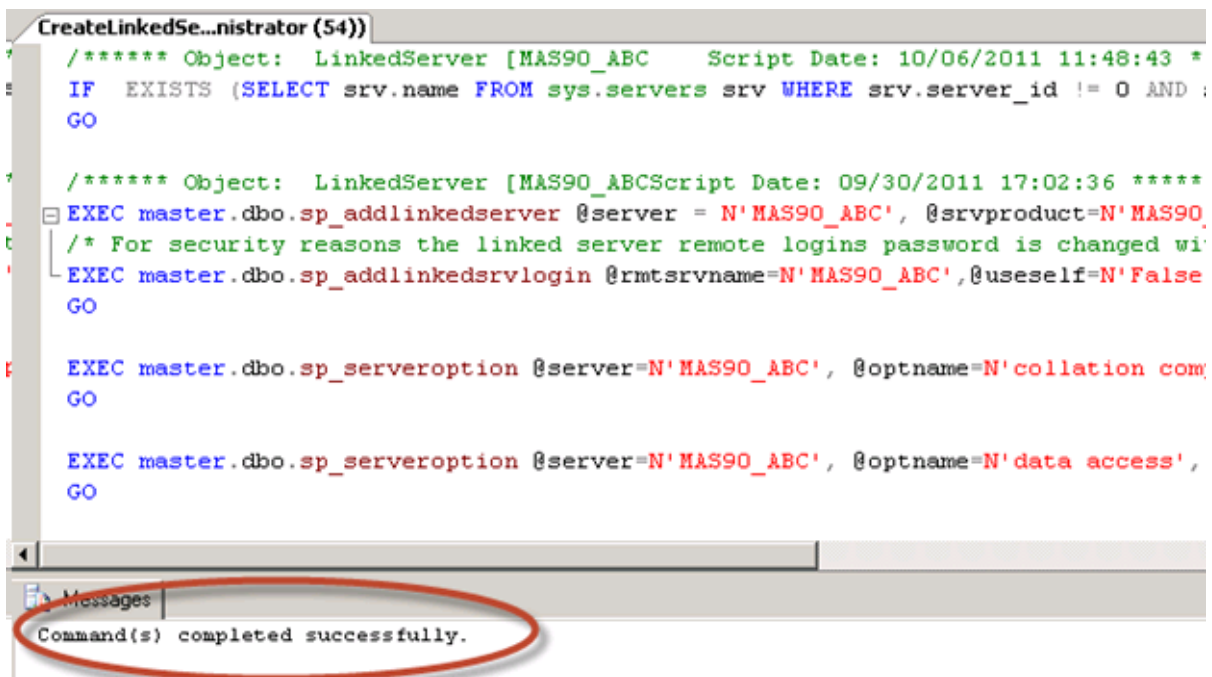 CreateLinkedSe...nistrator (54))
/****** Object:  LinkedServer [MAS90_ABC    Script Date: 10/06/2011 11:48:43 *
IF  EXISTS (SELECT srv.name FROM sys.servers srv WHERE srv.server_id != 0 AND
GO
/****** Object:  LinkedServer [MAS90_ABCScript Date: 09/30/2011 17:02:36 *****
EXEC master.dbo.sp_addlinkedserver @server = N'MAS90_ABC', @srvproduct=N'MAS90_
/* For security reasons the linked server remote logins password is changed wi
EXEC master.dbo.sp_addlinkedsrvlogin @rmtsrvname=N'MAS90_ABC',@useself=N'False
GO
EXEC master.dbo.sp_serveroption @server=N'MAS90_ABC', @optname=N'collation com
GO
EXEC master.dbo.sp_serveroption @server=N'MAS90_ABC', @optname=N'data access',
GO
Messages
Command(s) completed successfully.